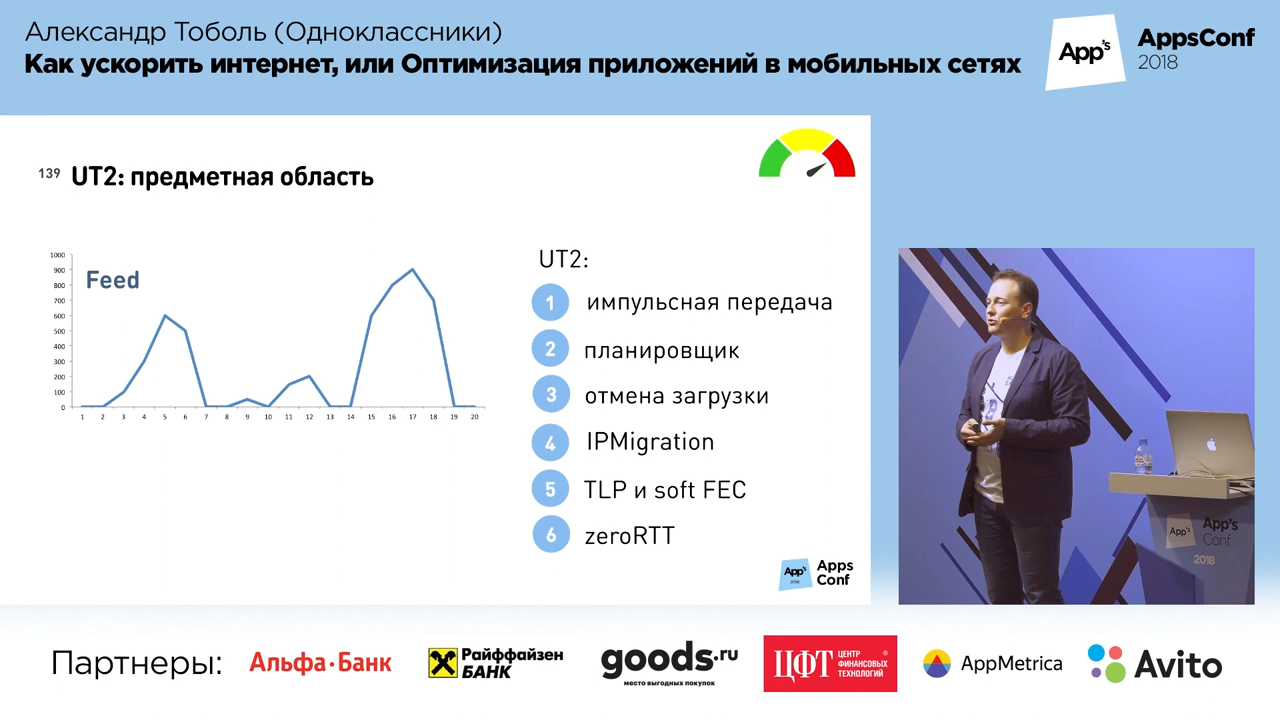 Александр Тоболь (Одноклассники)
Как ускорить интернет, или Оптимизация приложений в мобильных сетях
App's
AppsConf
2018
139 UT2: предметная область
Feed
1000
900
800
700
600
500
400
300
200
100
0
1 2 3 4 5 6 7 8 9 10 11 12 13 14 15 16 17 18 19 20
UT2:
1 импульсная передача
2 планировщик
3 отмена загрузки
4 IPMigration
5 TLP и soft FEC
6 zeroRTT
App's
2018
Apps
Conf
App's
App's
Conf
2018
Партнеры:
Альфа·Банк
Райффайзен
БАНК
goods.ru
место выгодных покупок
ЦФТ
ЦЕНТР
ФИНАНСОВЫХ
ТЕХНОЛОГИЙ
®
AppMetrica
Avito